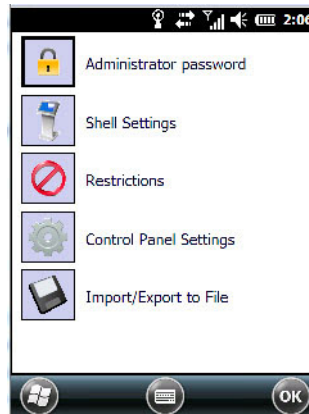 2:06
Administrator password
Shell Settings
Restrictions
Control Panel Settings
Import/Export to File
OK